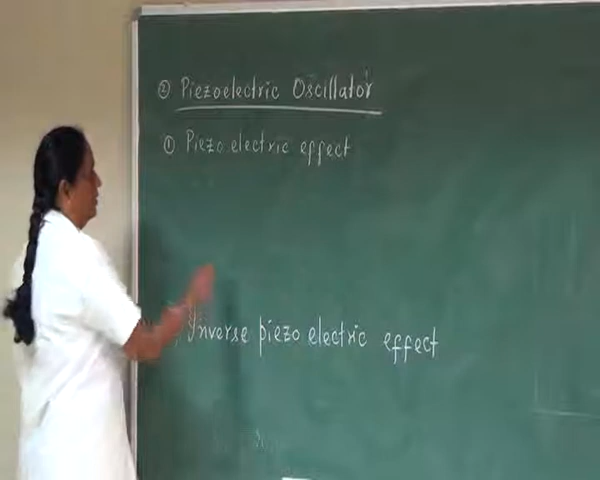 ② Piezoelectric Oscillator
① Piezo electric effect
Inverse piezo electric effect